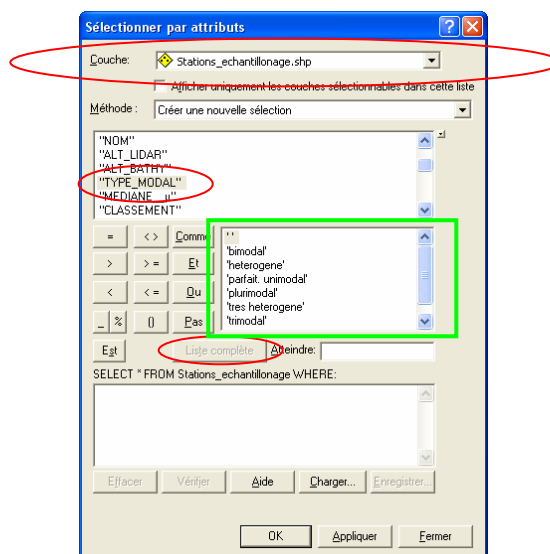 Sélectionner par attributs
Couche: Stations_echantillonage.shp
Afficher uniquement les couches sélectionnables dans cette liste
Méthode : Créer une nouvelle sélection
"NOM"
"ALT_LIDAR"
"ALT_BATHY"
"TYPE_MODAL"
"MEDIANE__µ"
"CLASSEMENT"
= <> Comme
> >= Et
< <= Ou
_ % () Pas
' '
'bimodal'
'heterogene'
'parfait. unimodal'
'plurimodal'
'tres heterogene'
'trimodal'
Est Liste complète Atteindre:
SELECT * FROM Stations_echantillonage WHERE:
Effacer Vérifier Aide Charger... Enregistrer...
OK Appliquer Fermer